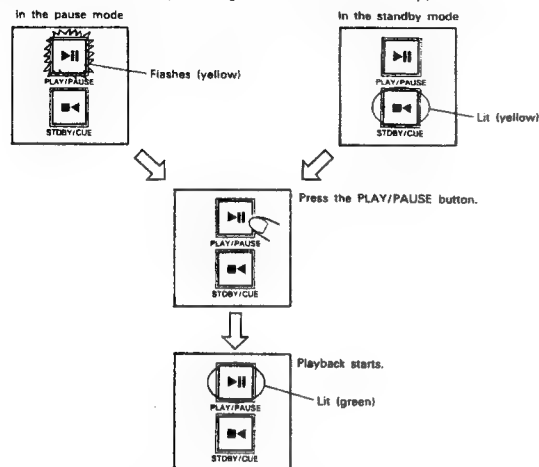 In the pause mode
In the standby mode
Flashes (yellow)
PLAY/PAUSE
STDBY/CUE
PLAY/PAUSE
STDBY/CUE
Lit (yellow)
Press the PLAY/PAUSE button.
PLAY/PAUSE
STDBY/CUE
Playback starts.
Lit (green)
PLAY/PAUSE
STDBY/CUE